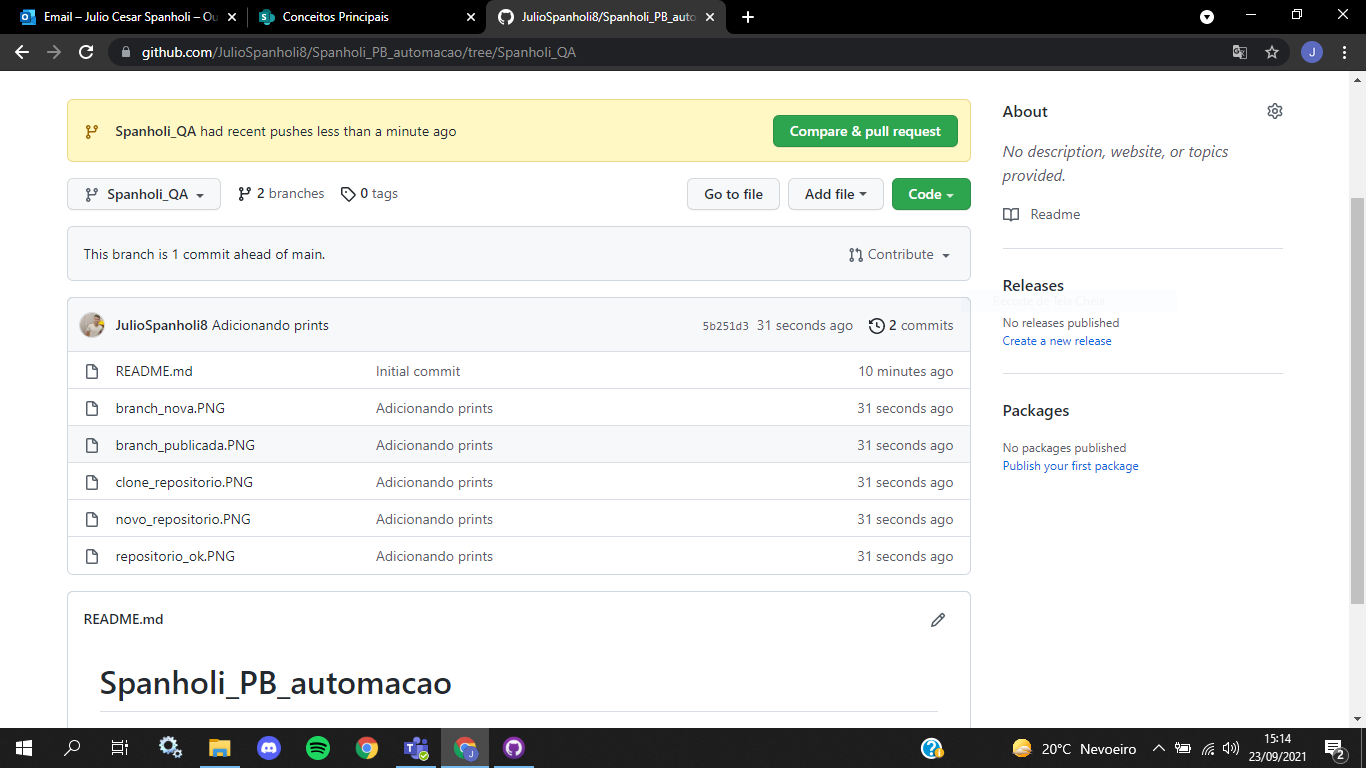 Email – Julio Cesar Spanholi – Ou
Conceitos Principais
JulioSpanholi8/Spanholi_PB_auto
github.com/JulioSpanholi8/Spanholi_PB_automacao/tree/Spanholi_QA
J
Spanholi_QA had recent pushes less than a minute ago
Compare & pull request
Spanholi_QA
2 branches
0 tags
Go to file
Add file
Code
This branch is 1 commit ahead of main.
Contribute
JulioSpanholi8 Adicionando prints
5b251d3 31 seconds ago
2 commits
README.md Initial commit 10 minutes ago
branch_nova.PNG Adicionando prints 31 seconds ago
branch_publicada.PNG Adicionando prints 31 seconds ago
clone_repositorio.PNG Adicionando prints 31 seconds ago
novo_repositorio.PNG Adicionando prints 31 seconds ago
repositorio_ok.PNG Adicionando prints 31 seconds ago
README.md
Spanholi_PB_automacao
About
No description, website, or topics
provided.
Readme
Releases
Recorte de Tela Cheia
No releases published
Create a new release
Packages
No packages published
Publish your first package
20°C Nevoeiro
15:14
23/09/2021
2